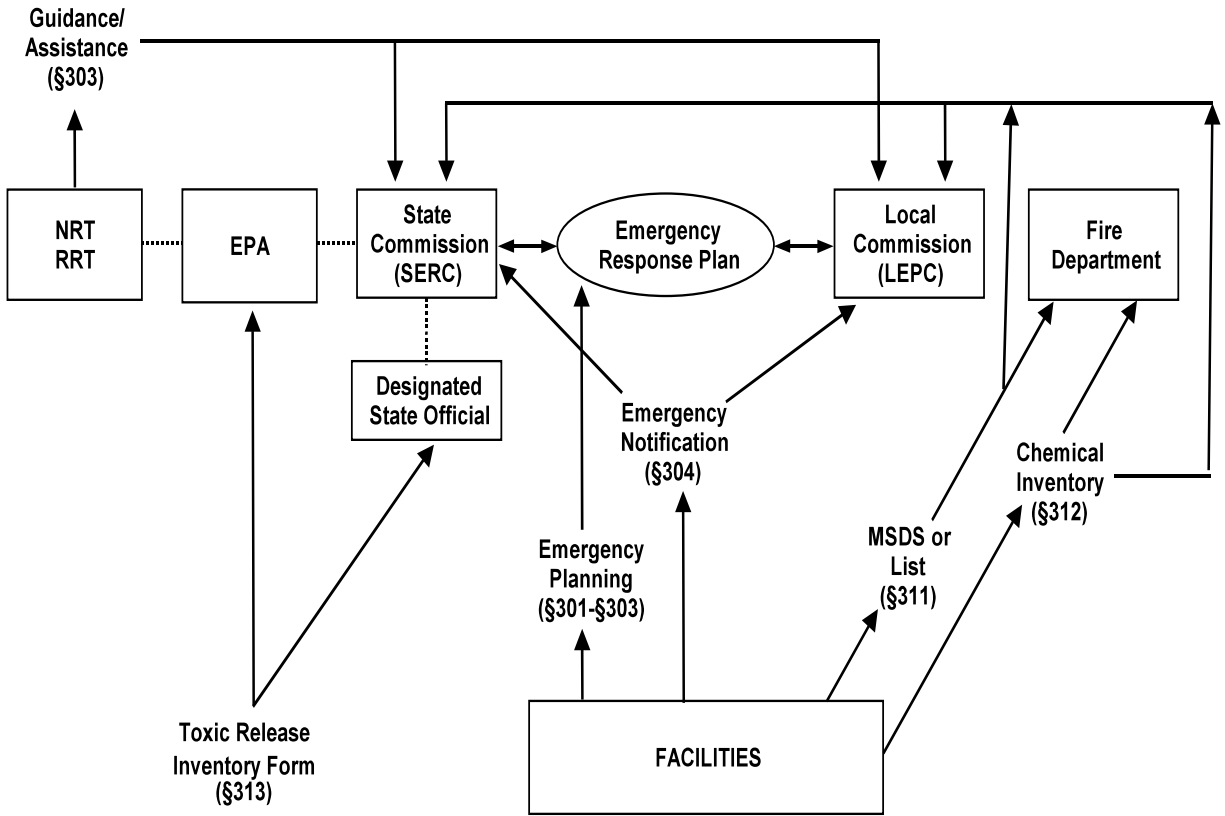 Guidance/
Assistance
(§303)
NRT
RRT
EPA
State
Commission
(SERC)
Emergency
Response Plan
Local
Commission
(LEPC)
Fire
Department
Designated
State Official
Emergency
Notification
(§304)
Chemical
Inventory
(§312)
MSDS or
List
(§311)
Emergency
Planning
(§301-§303)
Toxic Release
Inventory Form
(§313)
FACILITIES